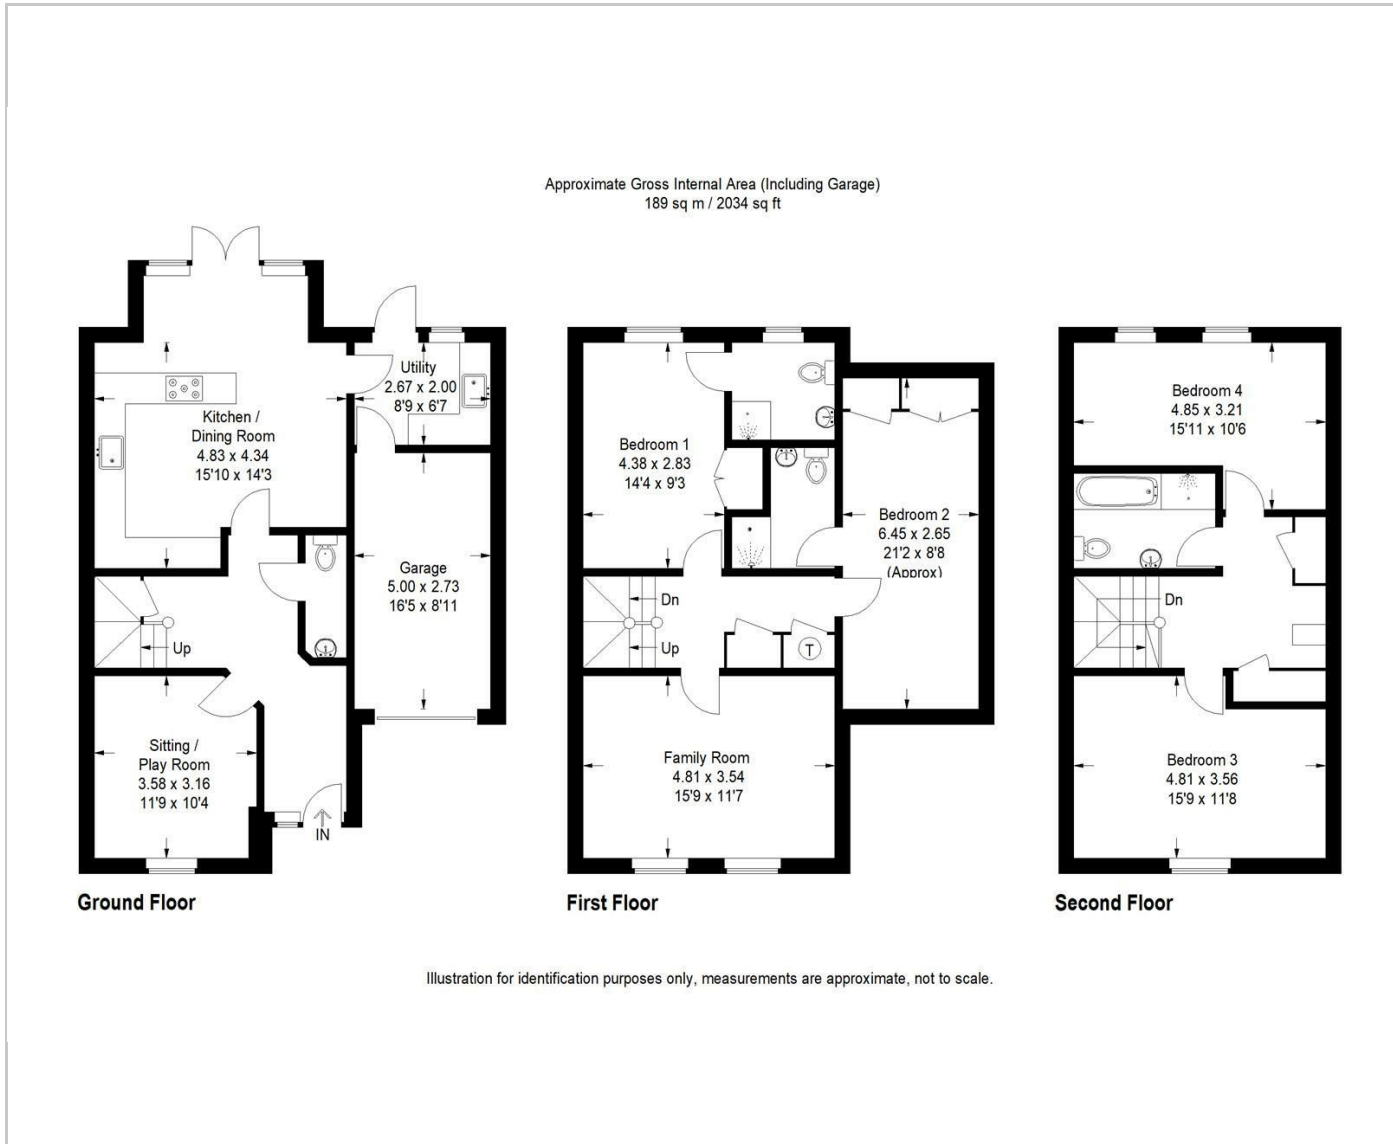 Approximate Gross Internal Area (Including Garage)
189 sq m / 2034 sq ft
Utility
2.67 x 2.00
8'9 x 6'7
Kitchen /
Dining Room
4.83 x 4.34
15'10 x 14'3
Garage
5.00 x 2.73
16'5 x 8'11
Up
Sitting /
Play Room
3.58 x 3.16
11'9 x 10'4
IN
Ground Floor
Bedroom 1
4.38 x 2.83
14'4 x 9'3
Bedroom 2
6.45 x 2.65
21'2 x 8'8
(Approx)
Dn
Up
T
Family Room
4.81 x 3.54
15'9 x 11'7
First Floor
Bedroom 4
4.85 x 3.21
15'11 x 10'6
Dn
Bedroom 3
4.81 x 3.56
15'9 x 11'8
Second Floor
Illustration for identification purposes only, measurements are approximate, not to scale.